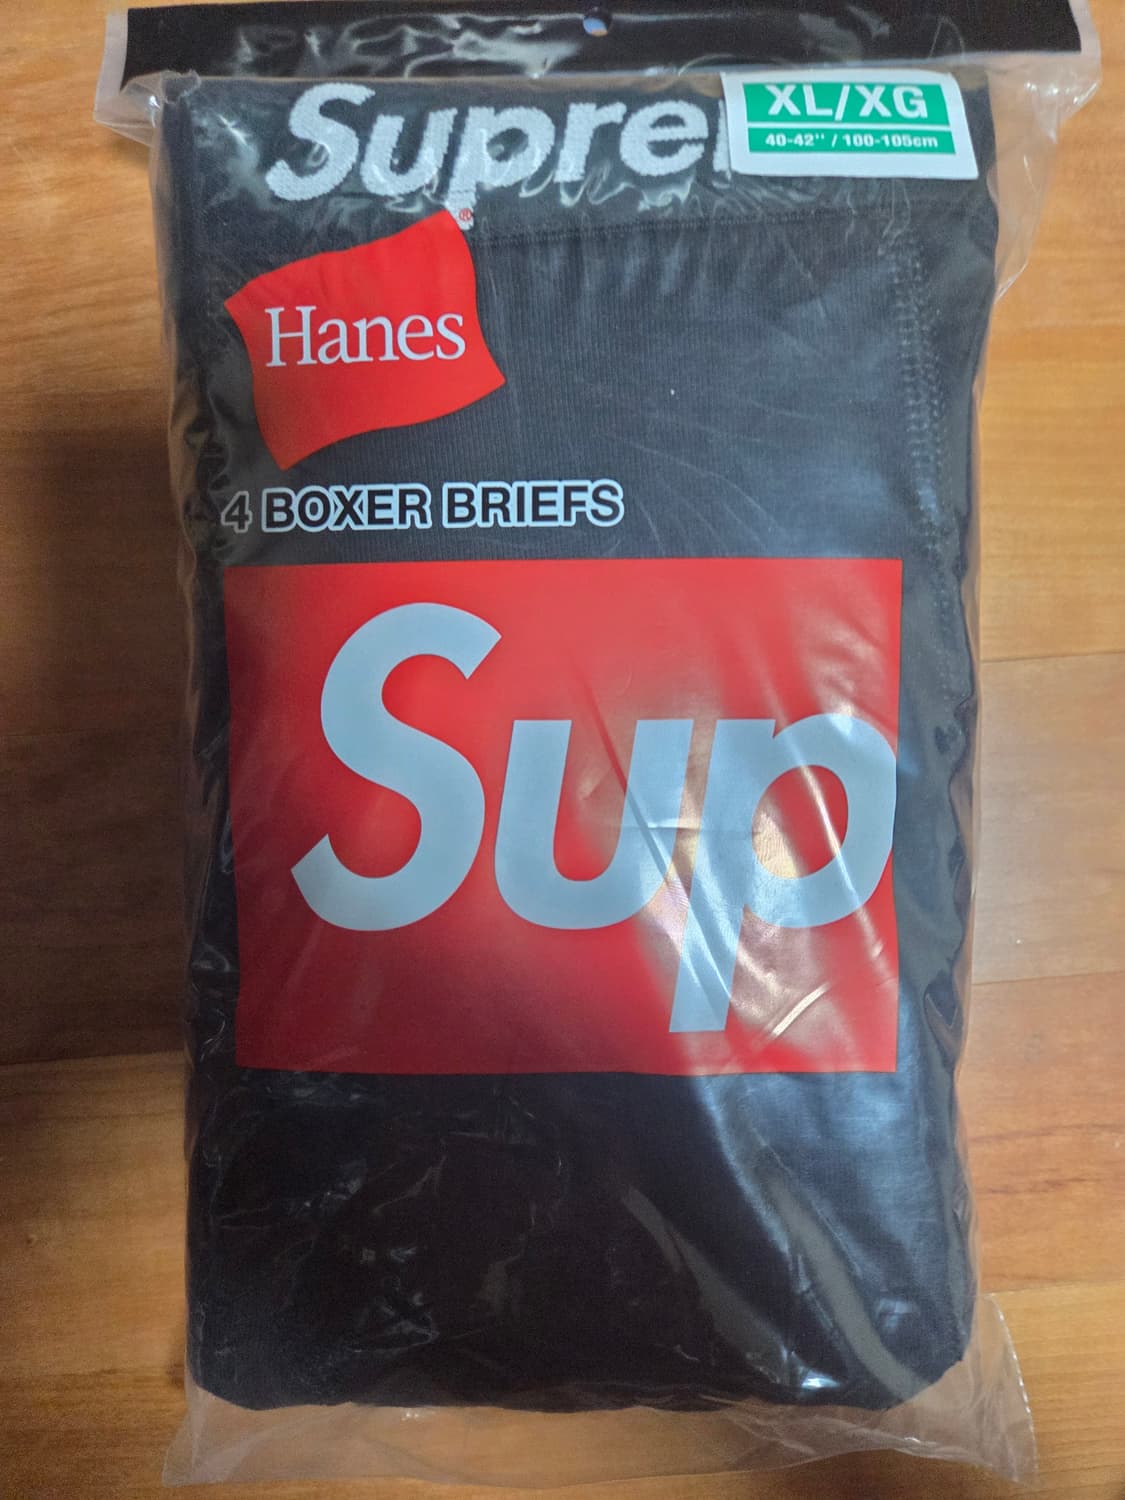 Supre
XL/XG
40-42" / 100-105cm
®
Hanes
4 BOXER BRIEFS
Sup